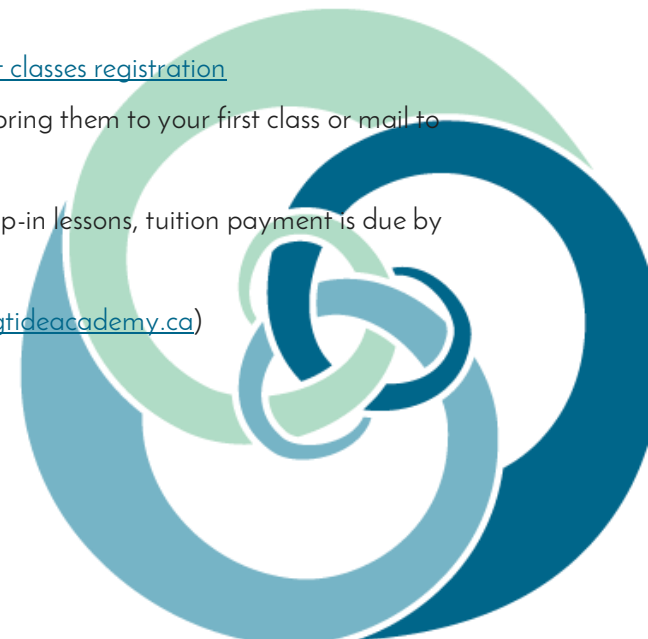 classes registration
bring them to your first class or mail to
p-in lessons, tuition payment is due by
gtideacademy.ca)